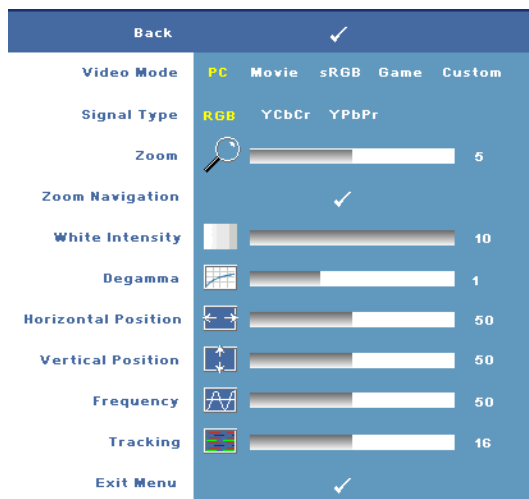 Back
Video Mode PC Movie sRGB Game Custom
Signal Type RGB YCbCr YPbPr
Zoom 5
Zoom Navigation
White Intensity 10
Degamma 1
Horizontal Position 50
Vertical Position 50
Frequency 50
Tracking 16
Exit Menu